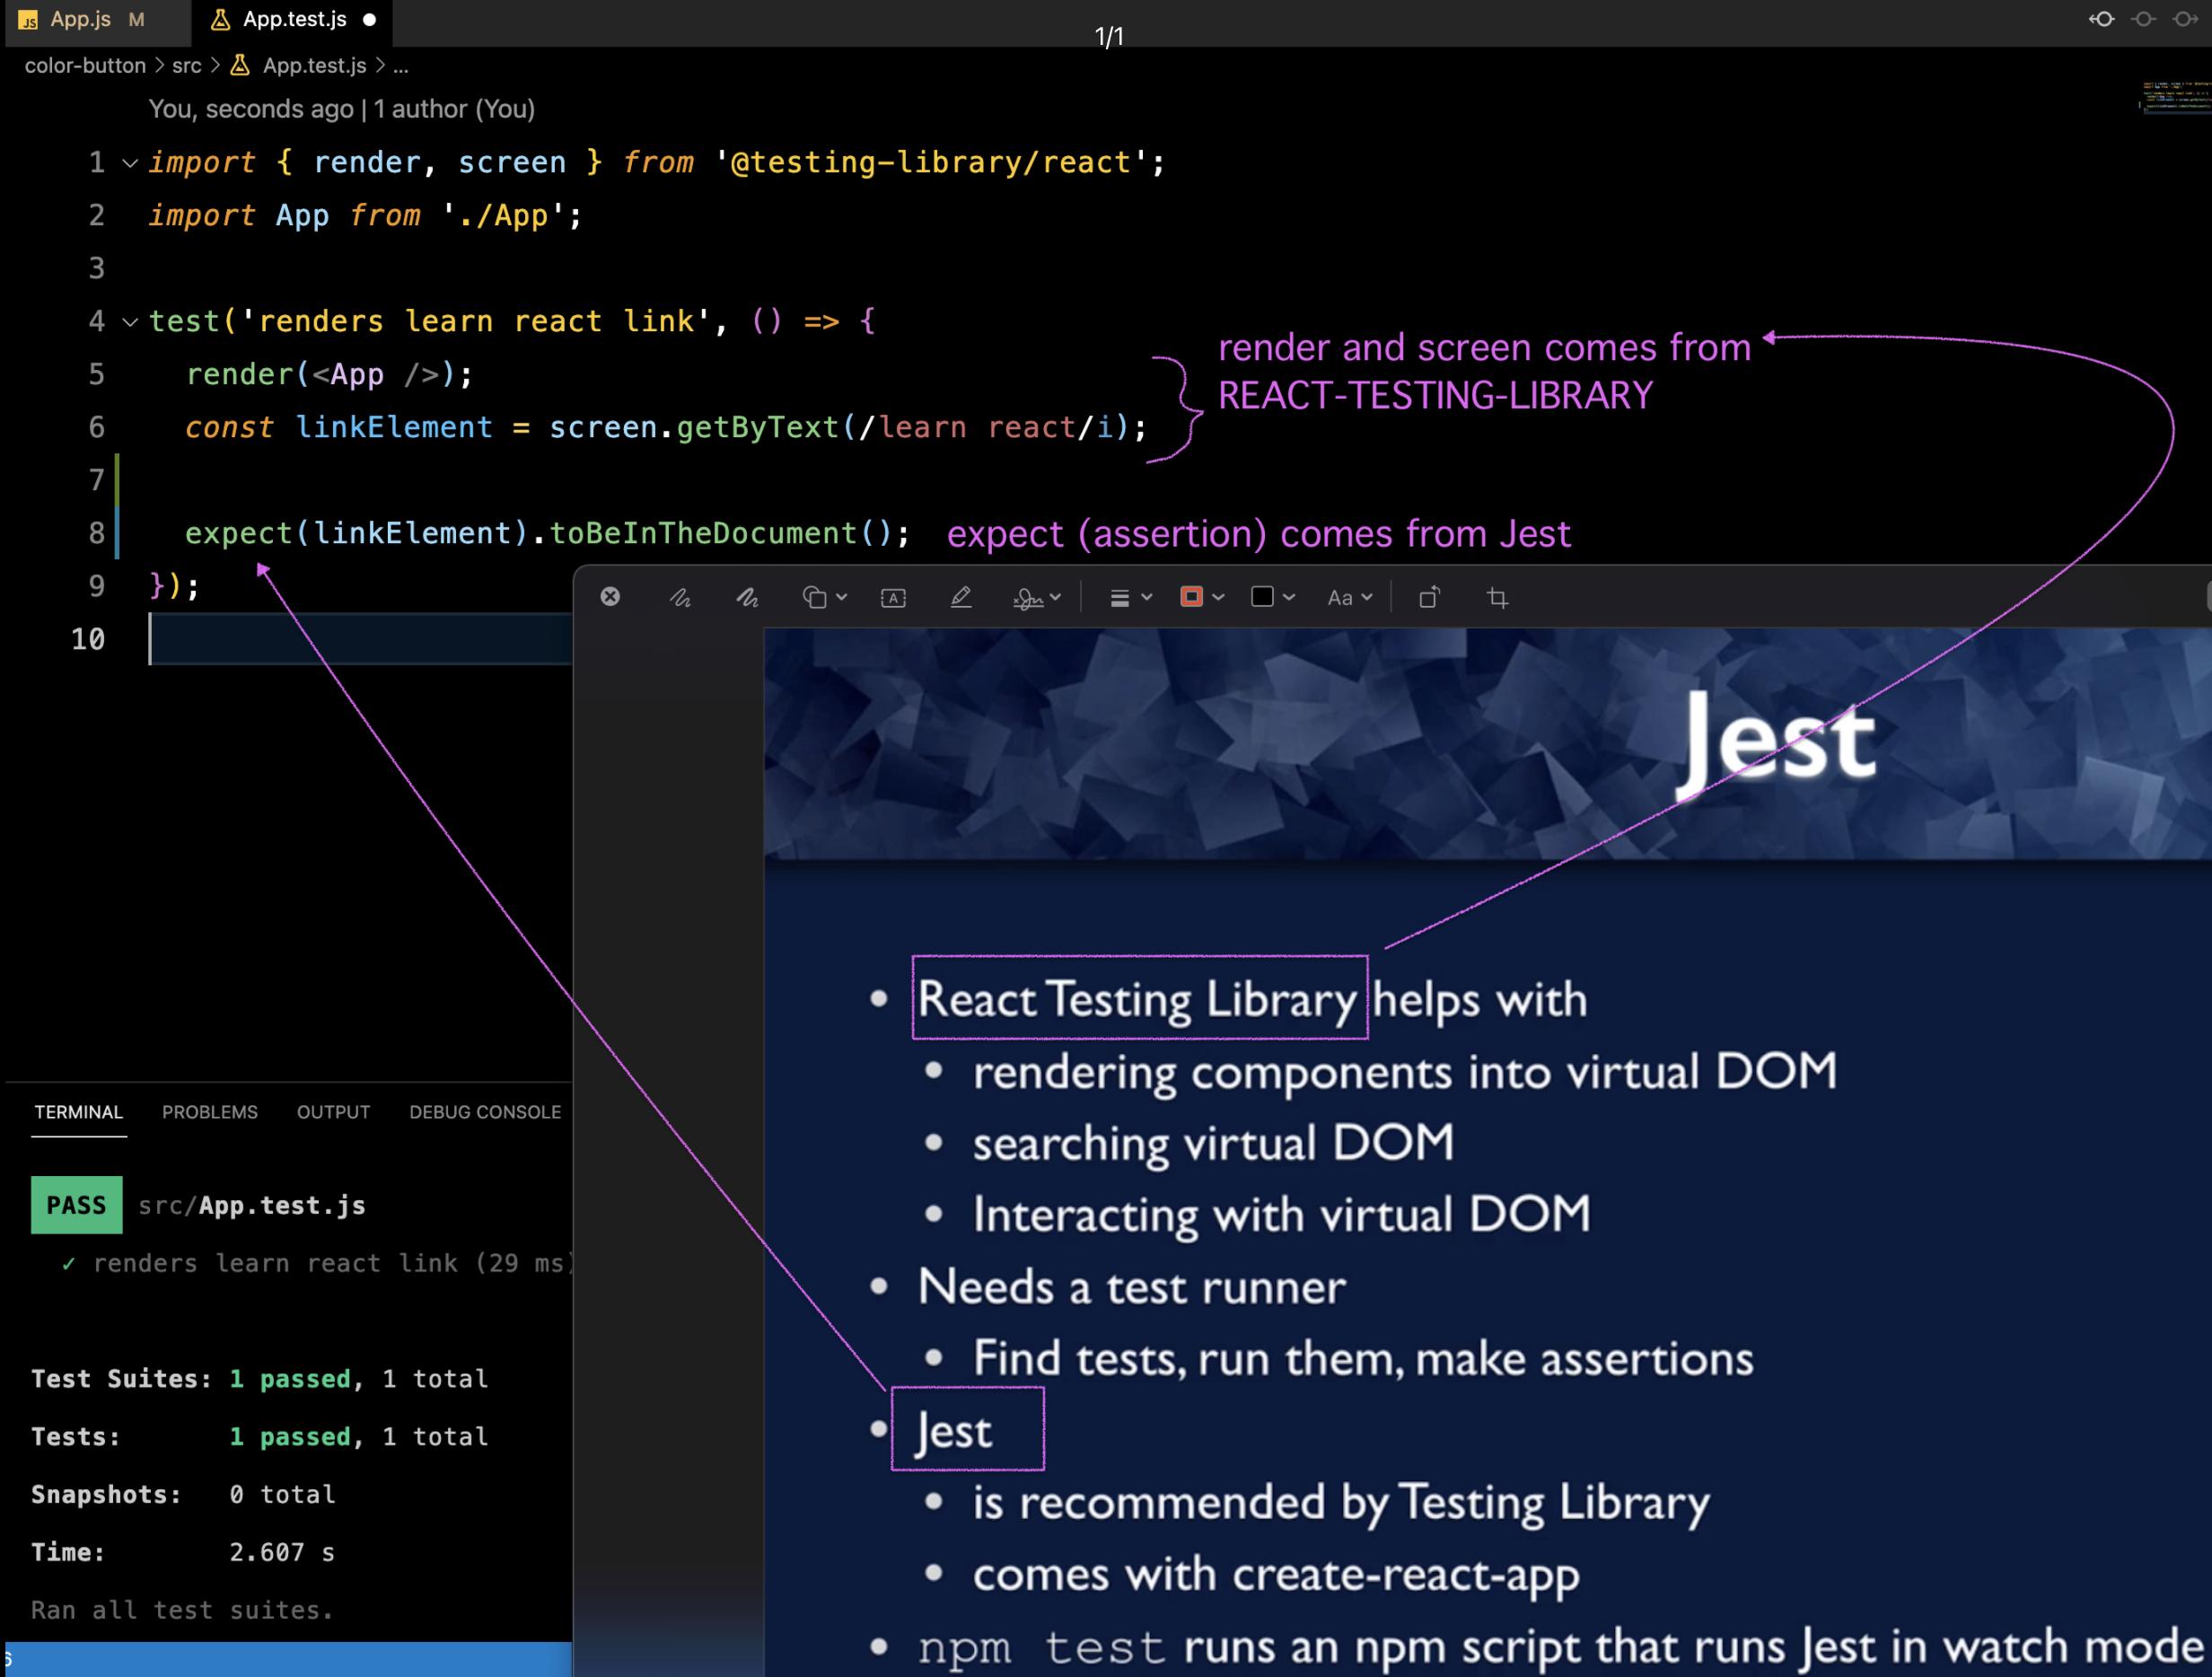 App.js M
App.test.js
1/1
color-button > src > App.test.js > ...
You, seconds ago | 1 author (You)
1 import { render, screen } from '@testing-library/react';
2 import App from './App';
3
4 test('renders learn react link', () => {
5 render(<App />);
6 const linkElement = screen.getByText(/learn react/i);
7
8 expect(linkElement).toBeInTheDocument();
9 });
10
render and screen comes from
REACT-TESTING-LIBRARY
expect (assertion) comes from Jest
A
Aa
Jest
• React Testing Library helps with
• rendering components into virtual DOM
• searching virtual DOM
• Interacting with virtual DOM
• Needs a test runner
• Find tests, run them, make assertions
• Jest
• is recommended by Testing Library
• comes with create-react-app
• npm test runs an npm script that runs Jest in watch mode
TERMINAL PROBLEMS OUTPUT DEBUG CONSOLE
PASS src/App.test.js
✓ renders learn react link (29 ms)
Test Suites: 1 passed, 1 total
Tests: 1 passed, 1 total
Snapshots: 0 total
Time: 2.607 s
Ran all test suites.